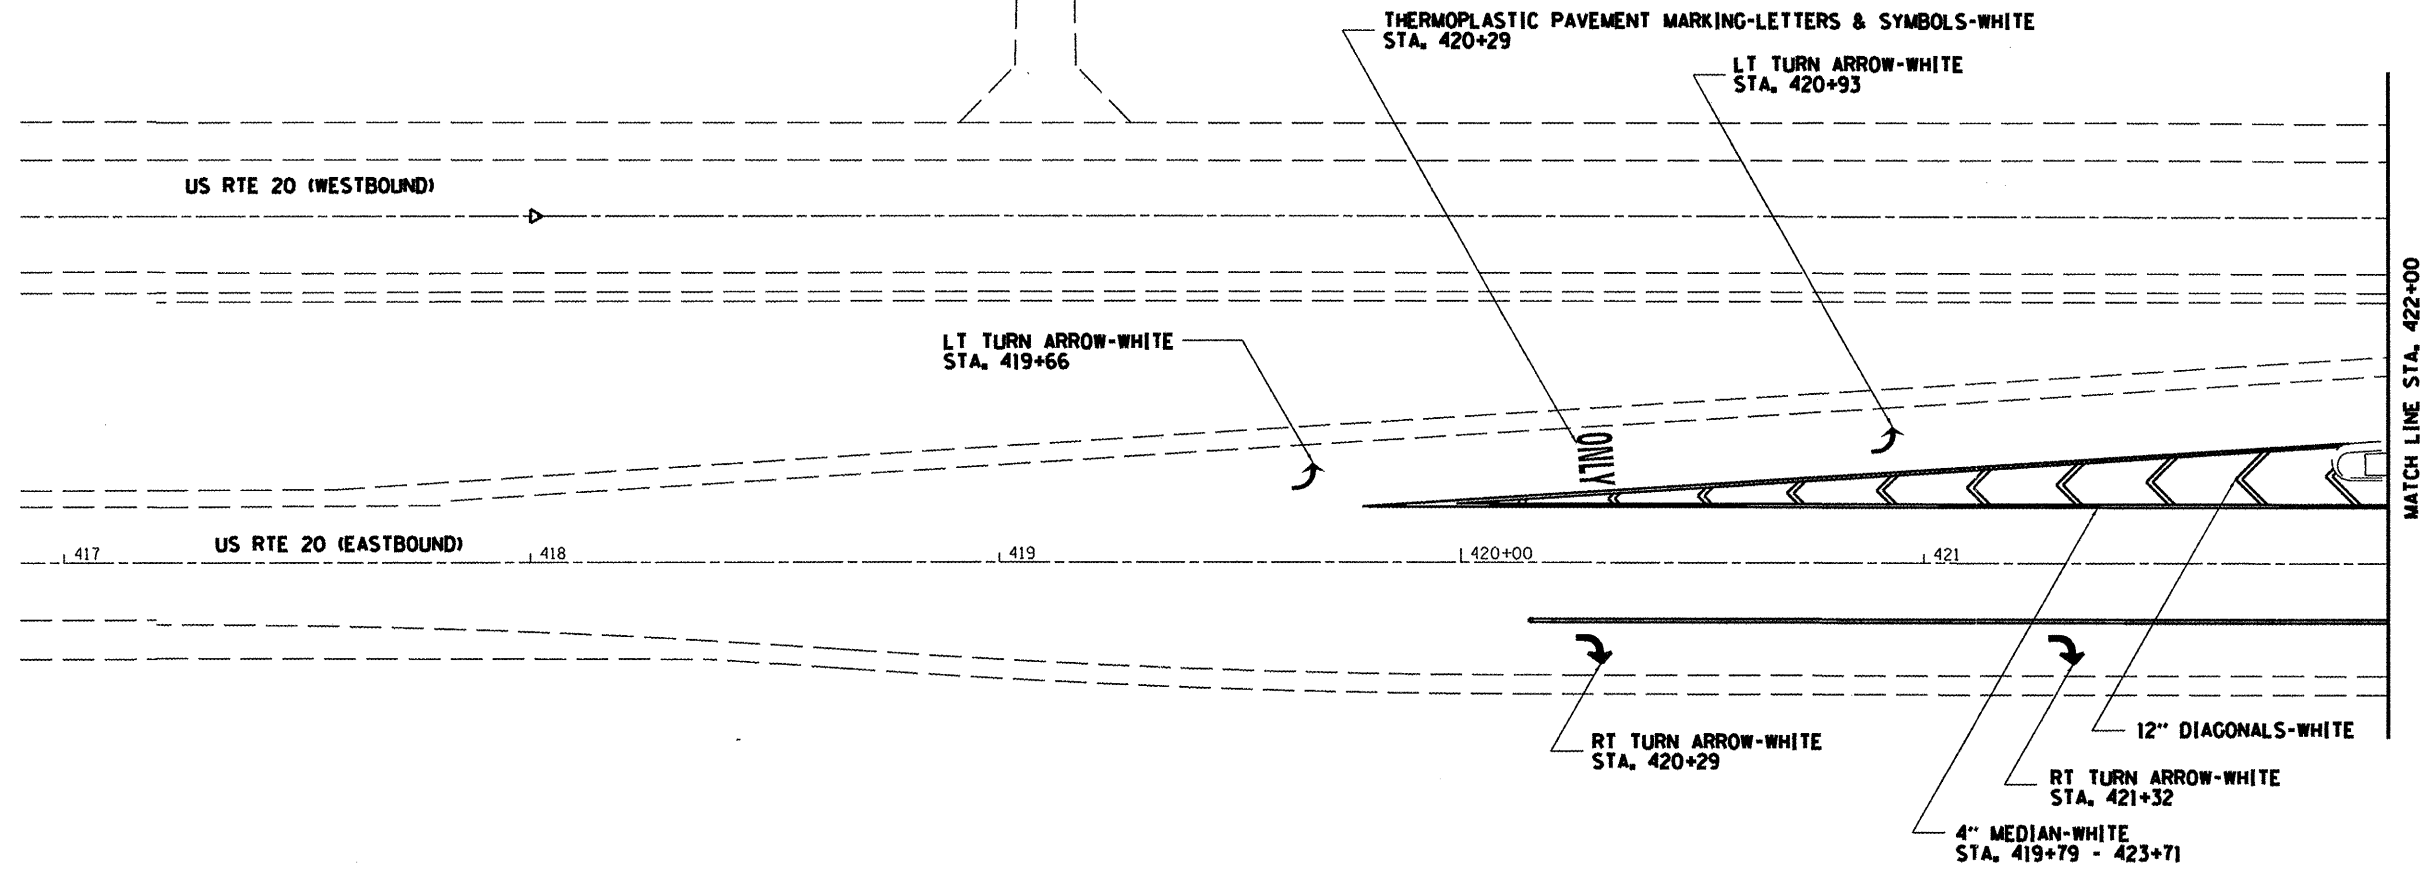 THERMOPLASTIC PAVEMENT MARKING-LETTERS & SYMBOLS-WHITE
STA. 420+29
LT TURN ARROW-WHITE
STA. 420+93
US RTE 20 (WESTBOUND)
LT TURN ARROW-WHITE
STA. 419+66
MATCH LINE STA. 422+00
ONLY
US RTE 20 (EASTBOUND)
417
418
419
420+00
421
RT TURN ARROW-WHITE
STA. 420+29
12" DIAGONALS-WHITE
RT TURN ARROW-WHITE
STA. 421+32
4" MEDIAN-WHITE
STA. 419+79 - 423+71